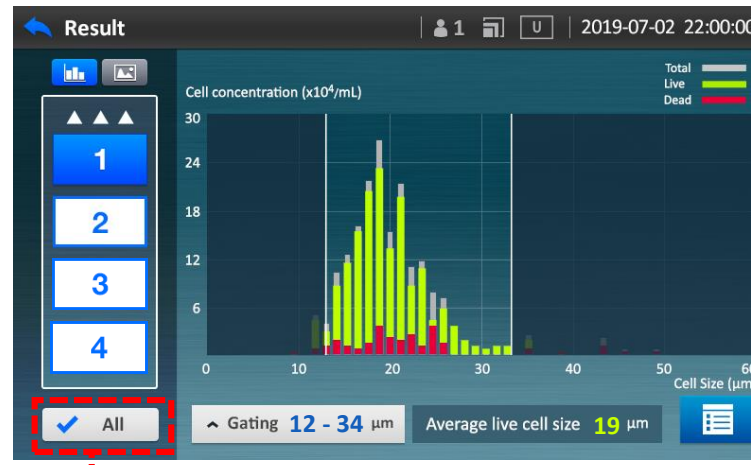 Result
1
U
2019-07-02 22:00:00
Total
Live
Dead
Cell concentration (x10⁴/mL)
30
24
18
12
6
0 10 20 30 40 50 60
Cell Size (μm
1
2
3
4
All
Gating 12 - 34 μm
Average live cell size 19 μm